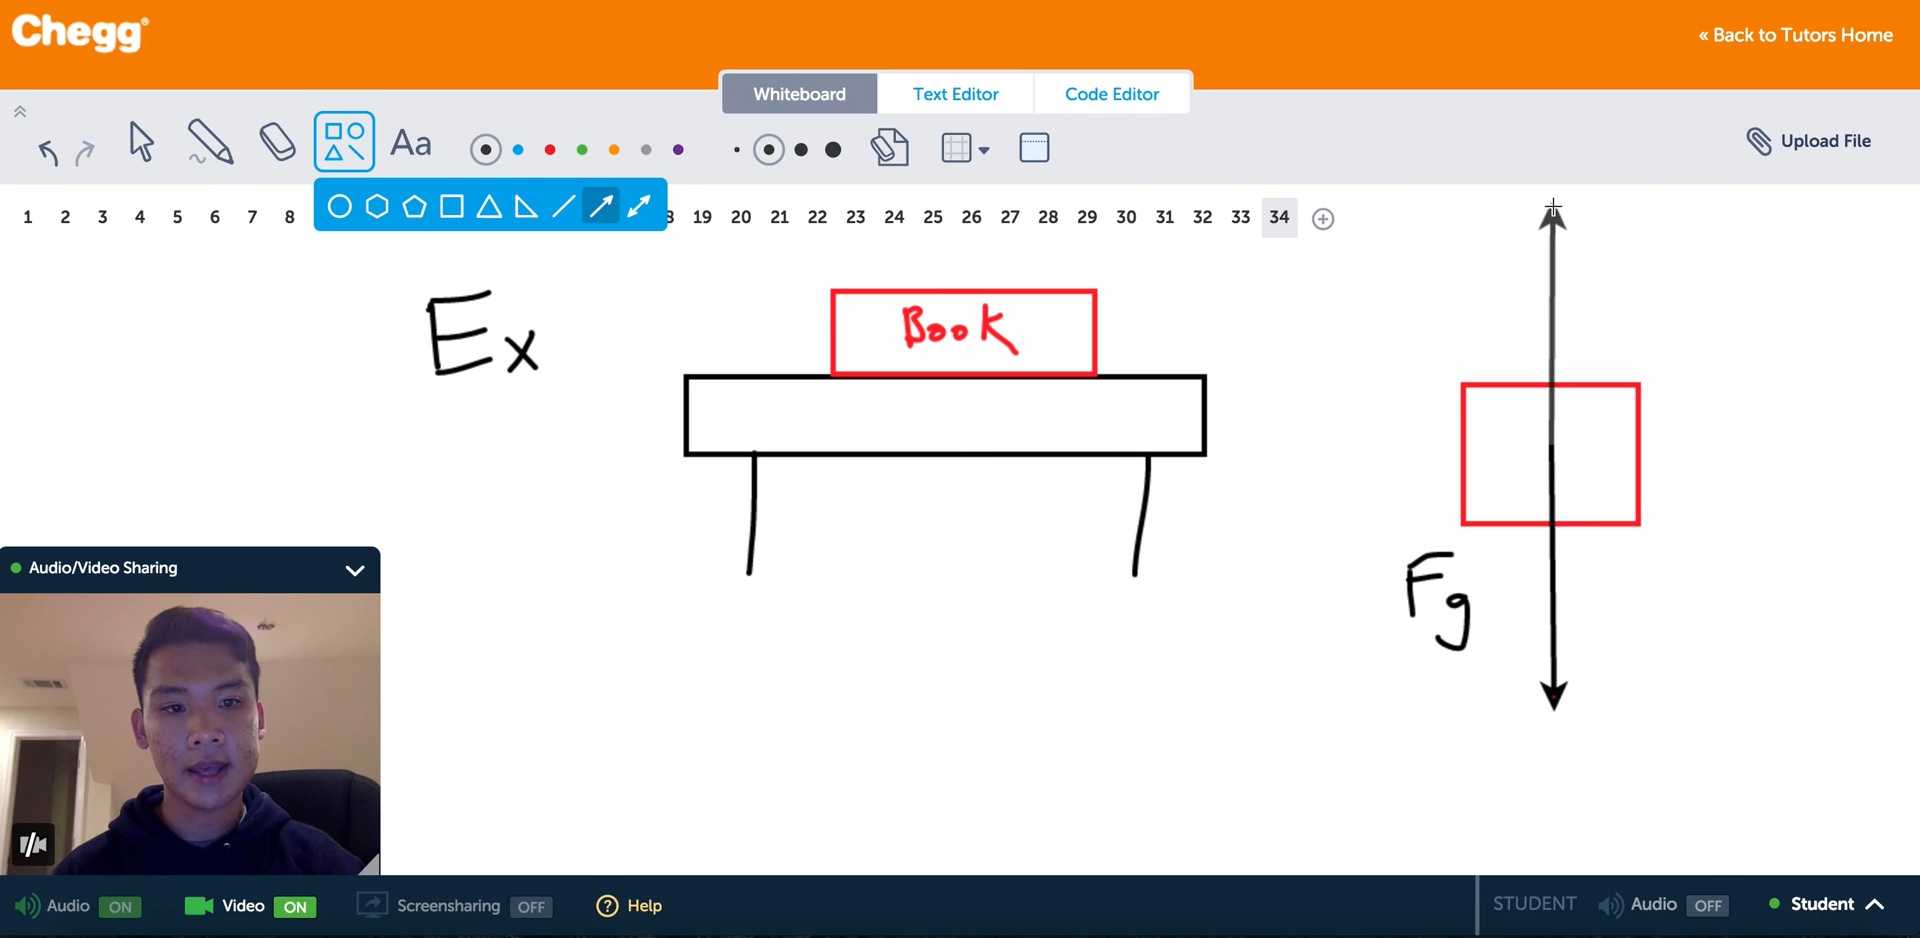 Chegg®
« Back to Tutors Home
Whiteboard Text Editor Code Editor
Aa
Upload File
1 2 3 4 5 6 7 8 19 20 21 22 23 24 25 26 27 28 29 30 31 32 33 34
Ex
Book
Fg
Audio/Video Sharing
Audio ON Video ON Screensharing OFF ? Help STUDENT Audio OFF Student